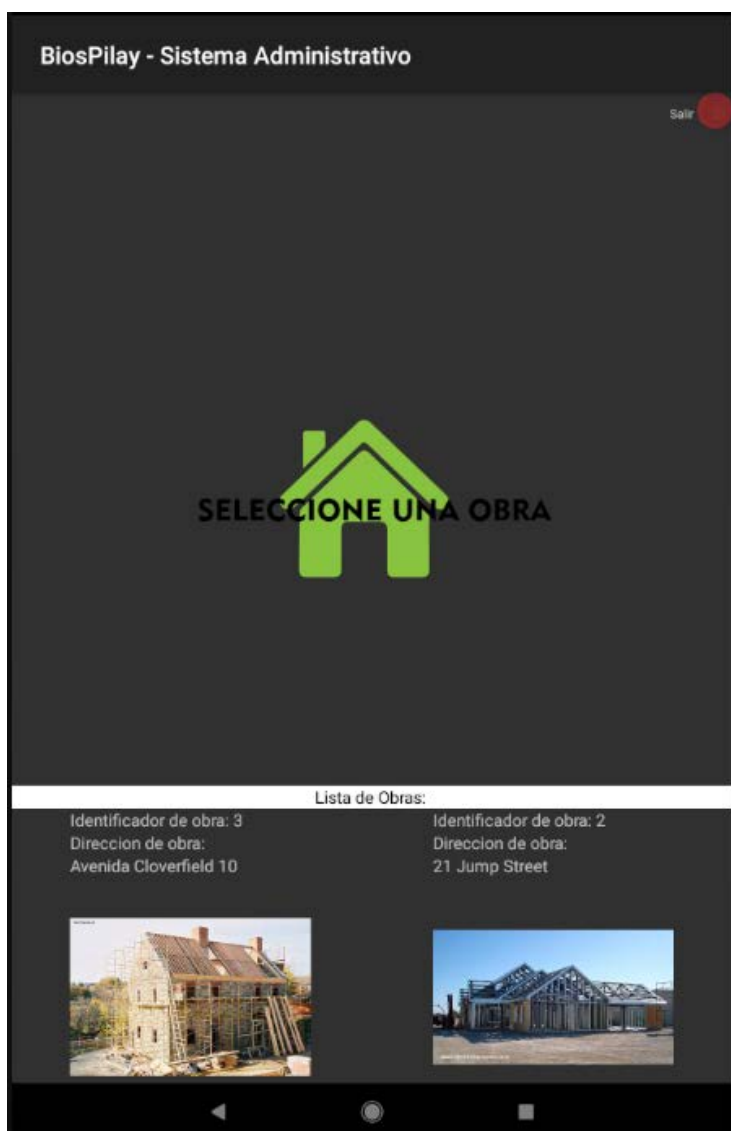 BiosPilay - Sistema Administrativo
Salir
SELECCIONE UNA OBRA
Lista de Obras:
Identificador de obra: 3
Direccion de obra:
Avenida Cloverfield 10
Identificador de obra: 2
Direccion de obra:
21 Jump Street